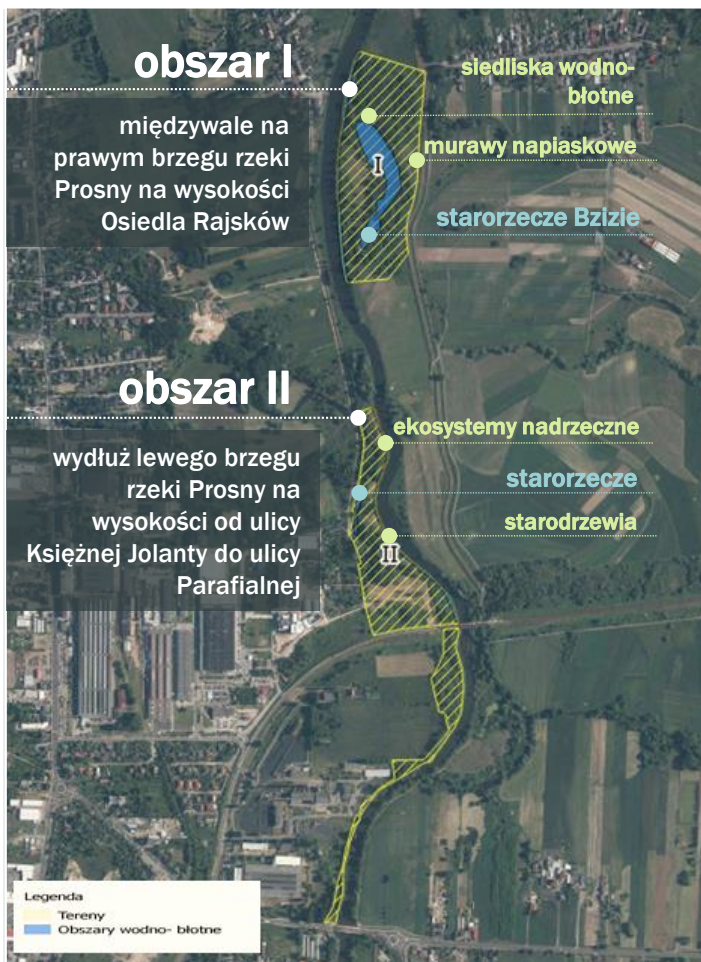 obszar I
międzywale na
prawym brzegu rzeki
Prosny na wysokości
Osiedla Rajsków
siedliska wodno-
błotne
murawy napiaskowe
starorzecze Bzizie
I
obszar II
wydłuż lewego brzegu
rzeki Prosny na
wysokości od ulicy
Księżnej Jolanty do ulicy
Parafialnej
ekosystemy nadrzeczne
starorzecze
starodrzewia
II
Legenda
Tereny
Obszary wodno- błotne